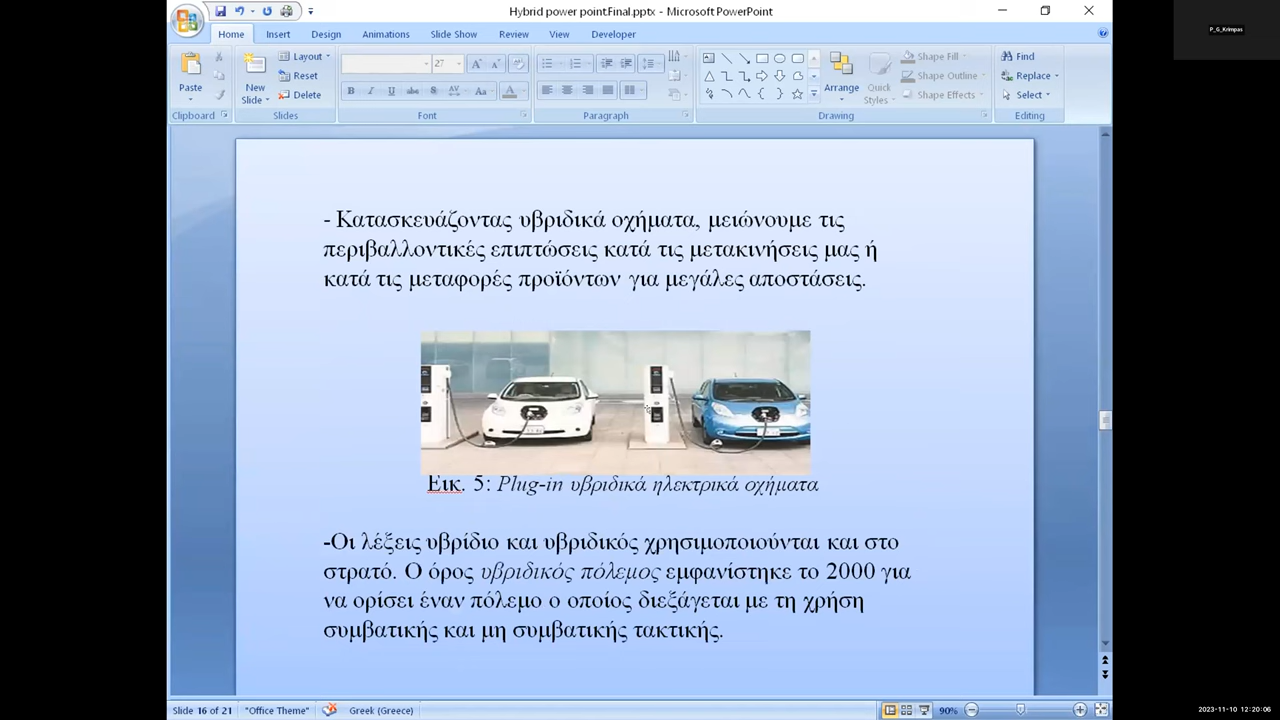 Hybrid power point.Final.pptx - Microsoft PowerPoint
P_G_Krimpas
Home Insert Design Animations Slide Show Review View Developer
Paste
New Slide
Layout
Reset
Delete
27
Arrange
Quick Styles
Shape Fill
Shape Outline
Shape Effects
Find
Replace
Select
Clipboard Slides Font Paragraph Drawing Editing
- Κατασκευάζοντας υβριδικά οχήματα, μειώνουμε τις
περιβαλλοντικές επιπτώσεις κατά τις μετακινήσεις μας ή
κατά τις μεταφορές προϊόντων για μεγάλες αποστάσεις.
Εικ. 5: Plug-in υβριδικά ηλεκτρικά οχήματα
-Οι λέξεις υβρίδιο και υβριδικός χρησιμοποιούνται και στο
στρατό. Ο όρος υβριδικός πόλεμος εμφανίστηκε το 2000 για
να ορίσει έναν πόλεμο ο οποίος διεξάγεται με τη χρήση
συμβατικής και μη συμβατικής τακτικής.
Slide 16 of 21 "Office Theme" Greek (Greece) 90%
2023-11-10 12:20:06